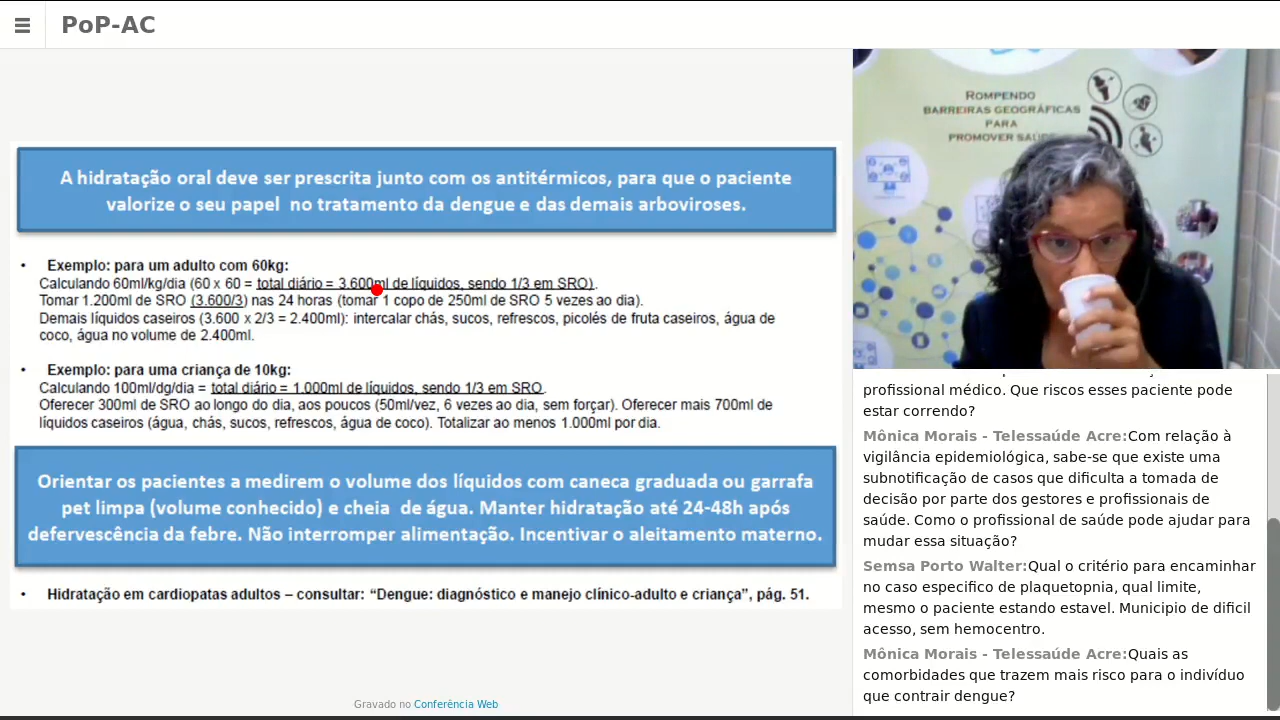 PoP-AC
A hidratação oral deve ser prescrita junto com os antitérmicos, para que o paciente
valorize o seu papel no tratamento da dengue e das demais arboviroses.
• Exemplo: para um adulto com 60kg:
Calculando 60ml/kg/dia (60 x 60 = total diário = 3.600ml de líquidos, sendo 1/3 em SRO).
Tomar 1.200ml de SRO (3.600/3) nas 24 horas (tomar 1 copo de 250ml de SRO 5 vezes ao dia).
Demais líquidos caseiros (3.600 x 2/3 = 2.400ml): intercalar chás, sucos, refrescos, picolés de fruta caseiros, água de
coco, água no volume de 2.400ml.
• Exemplo: para uma criança de 10kg:
Calculando 100ml/dg/dia = total diário = 1.000ml de líquidos, sendo 1/3 em SRO.
Oferecer 300ml de SRO ao longo do dia, aos poucos (50ml/vez, 6 vezes ao dia, sem forçar). Oferecer mais 700ml de
líquidos caseiros (água, chás, sucos, refrescos, água de coco). Totalizar ao menos 1.000ml por dia.
Orientar os pacientes a medirem o volume dos líquidos com caneca graduada ou garrafa
pet limpa (volume conhecido) e cheia de água. Manter hidratação até 24-48h após
defervescência da febre. Não interromper alimentação. Incentivar o aleitamento materno.
• Hidratação em cardiopatas adultos – consultar: “Dengue: diagnóstico e manejo clínico-adulto e criança”, pág. 51.
Gravado no Conferência Web
ROMPENDO
BARREIRAS GEOGRÁFICAS
PARA
PROMOVER SAÚDE
profissional médico. Que riscos esses paciente pode
estar correndo?
Mônica Morais - Telessaúde Acre:Com relação à
vigilância epidemiológica, sabe-se que existe uma
subnotificação de casos que dificulta a tomada de
decisão por parte dos gestores e profissionais de
saúde. Como o profissional de saúde pode ajudar para
mudar essa situação?
Semsa Porto Walter:Qual o critério para encaminhar
no caso especifico de plaquetopnia, qual limite,
mesmo o paciente estando estavel. Municipio de dificil
acesso, sem hemocentro.
Mônica Morais - Telessaúde Acre:Quais as
comorbidades que trazem mais risco para o indivíduo
que contrair dengue?